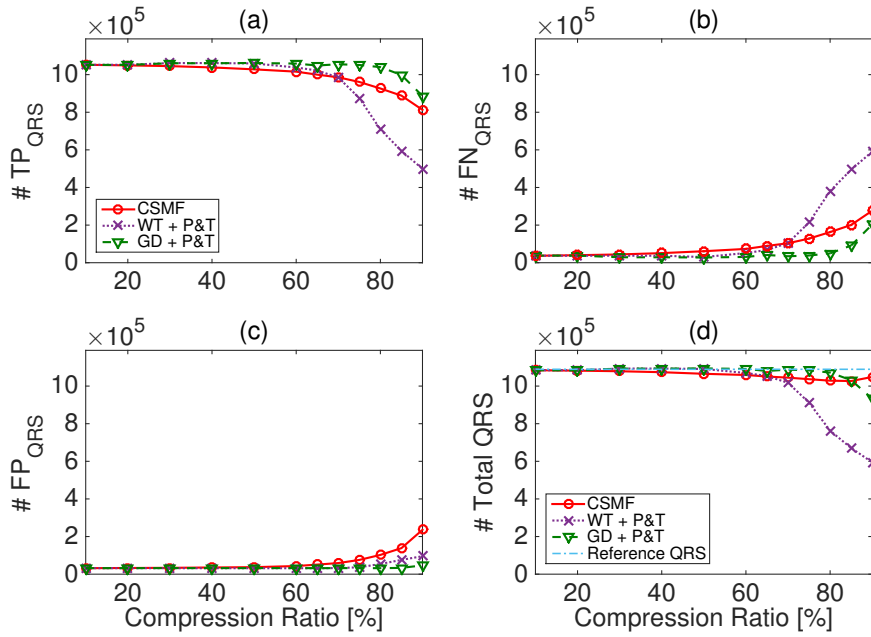 (a)
×10^5
# TP_QRS
10
8
6
4
2
0
20 40 60 80
CSMF
WT + P&T
GD + P&T
(b)
×10^5
# FN_QRS
10
8
6
4
2
0
20 40 60 80
(c)
×10^5
# FP_QRS
10
8
6
4
2
0
20 40 60 80
Compression Ratio [%]
(d)
×10^5
# Total QRS
10
8
6
4
2
0
20 40 60 80
Compression Ratio [%]
CSMF
WT + P&T
GD + P&T
Reference QRS